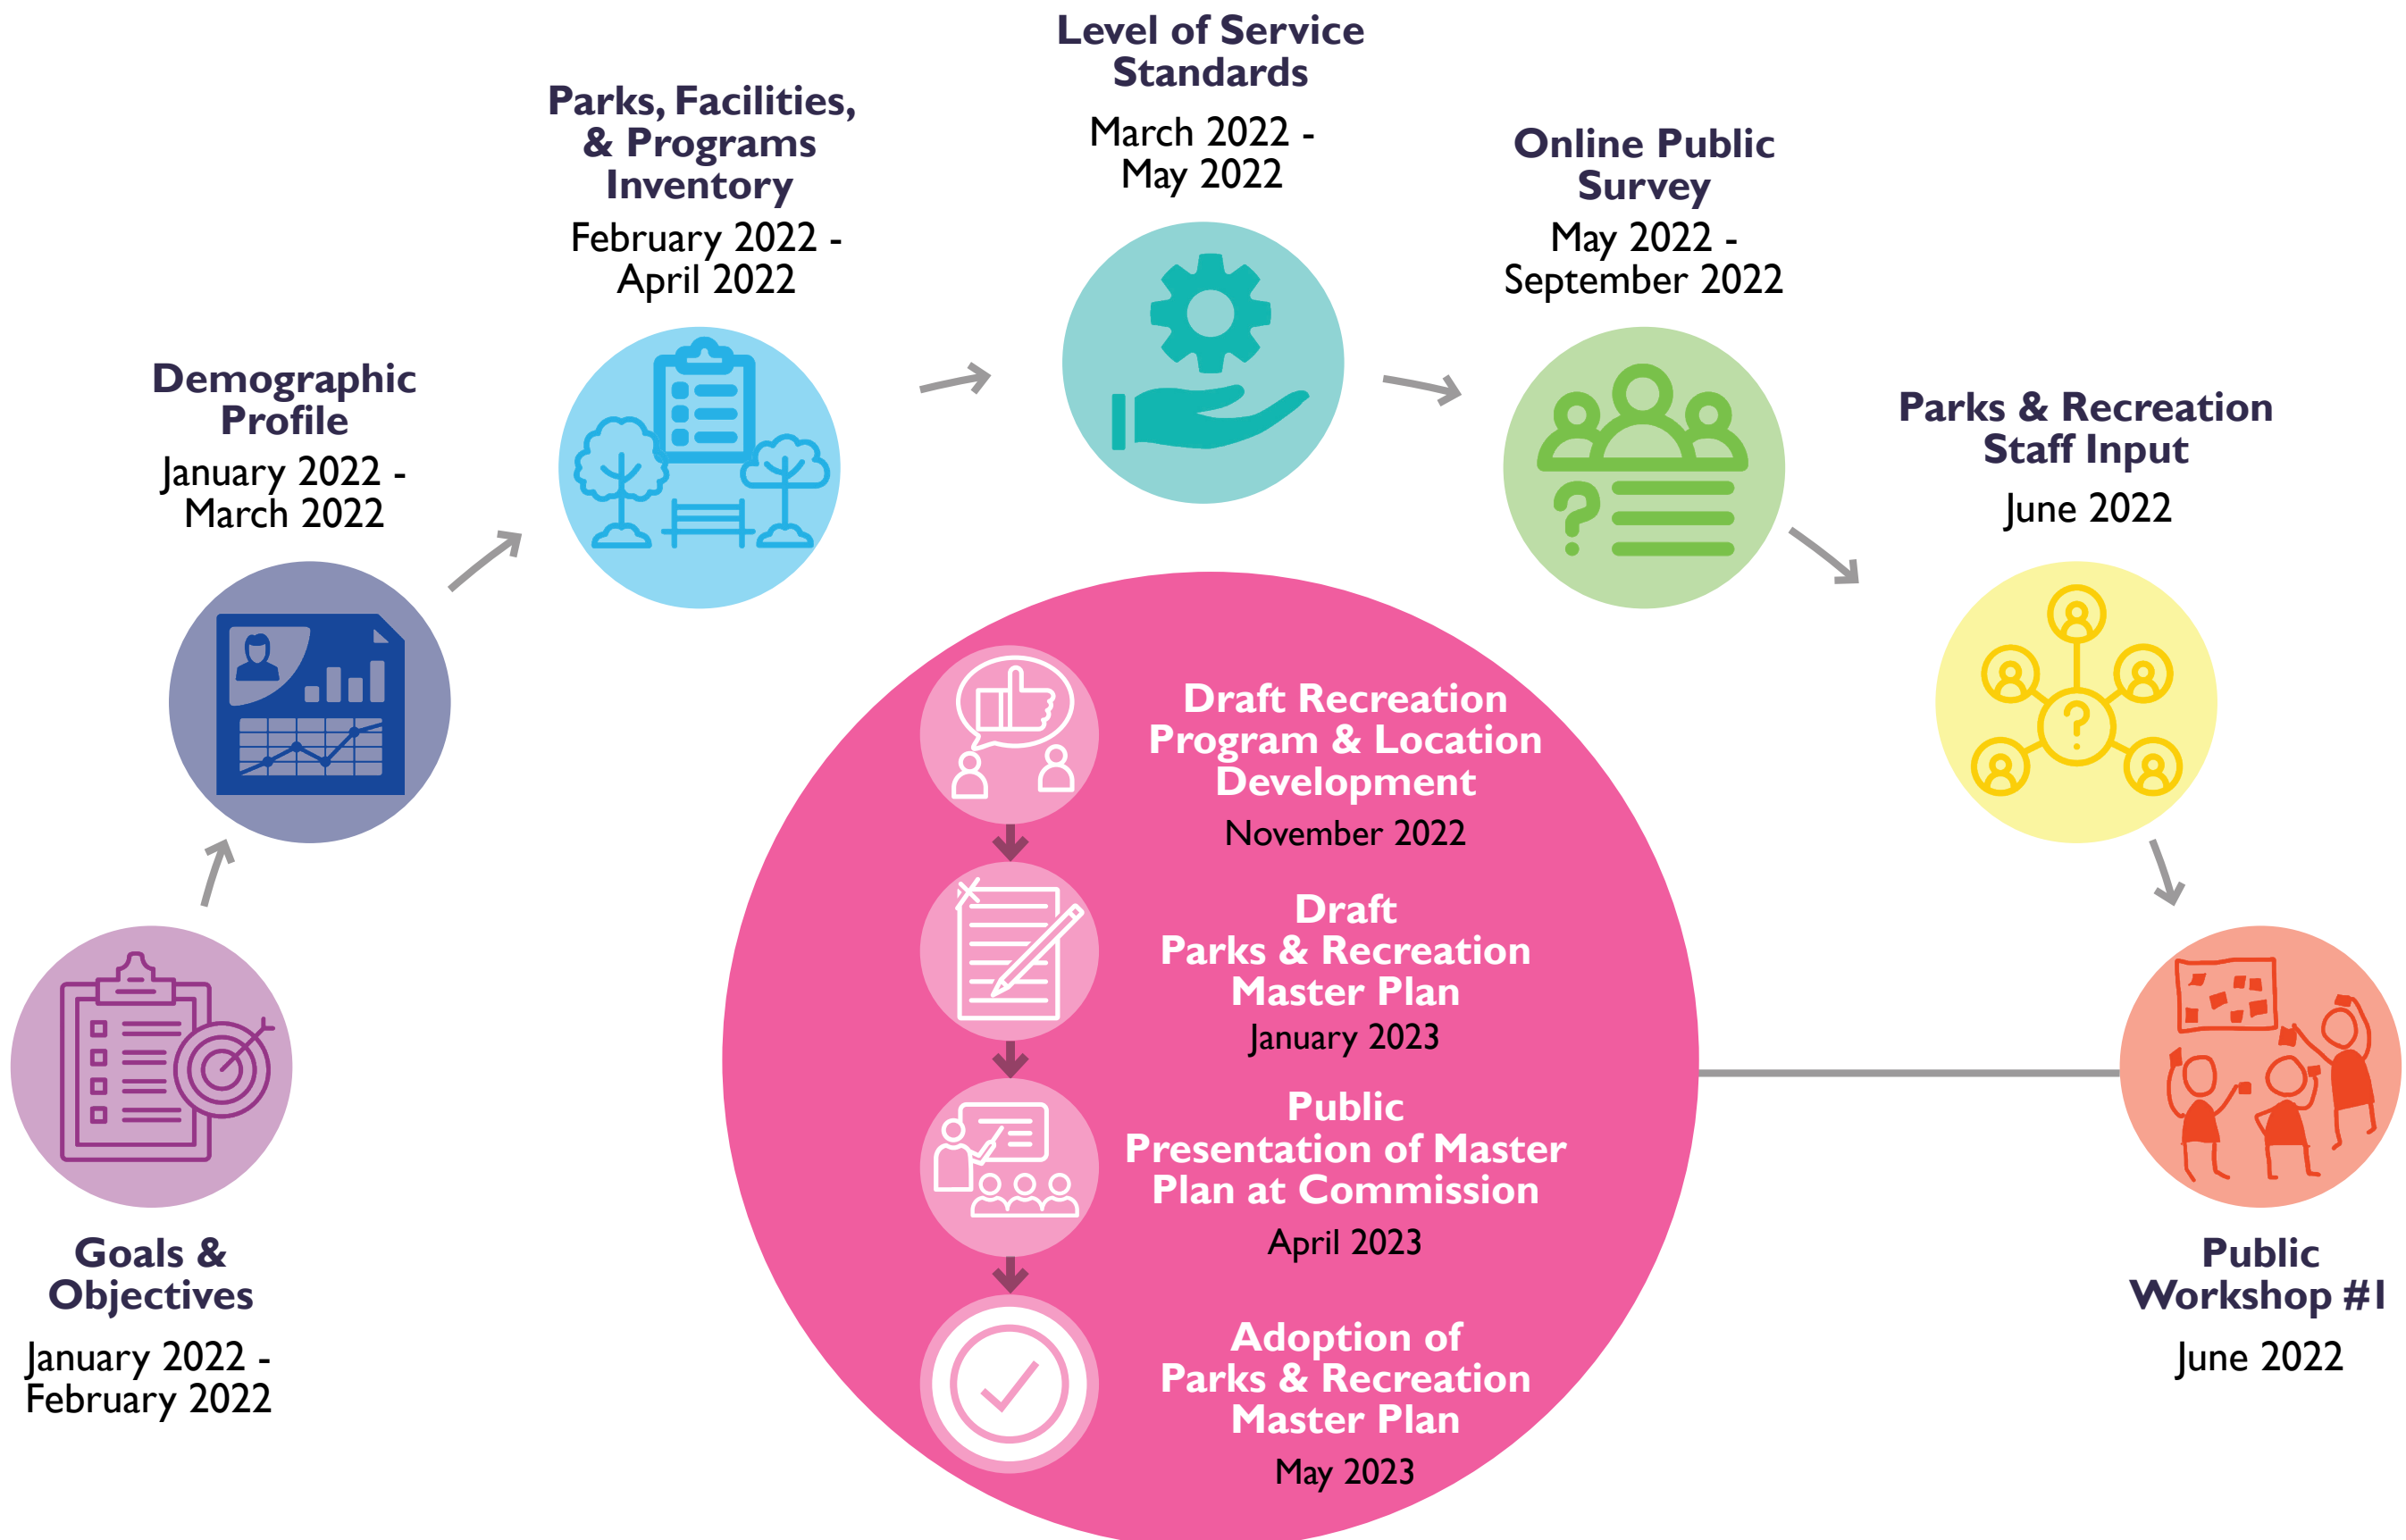 Goals &
Objectives
January 2022 -
February 2022
Demographic
Profile
January 2022 -
March 2022
Parks, Facilities,
& Programs
Inventory
February 2022 -
April 2022
Level of Service
Standards
March 2022 -
May 2022
Online Public
Survey
May 2022 -
September 2022
Parks & Recreation
Staff Input
June 2022
Public
Workshop #1
June 2022
Draft Recreation
Program & Location
Development
November 2022
Draft
Parks & Recreation
Master Plan
January 2023
Public
Presentation of Master
Plan at Commission
April 2023
Adoption of
Parks & Recreation
Master Plan
May 2023